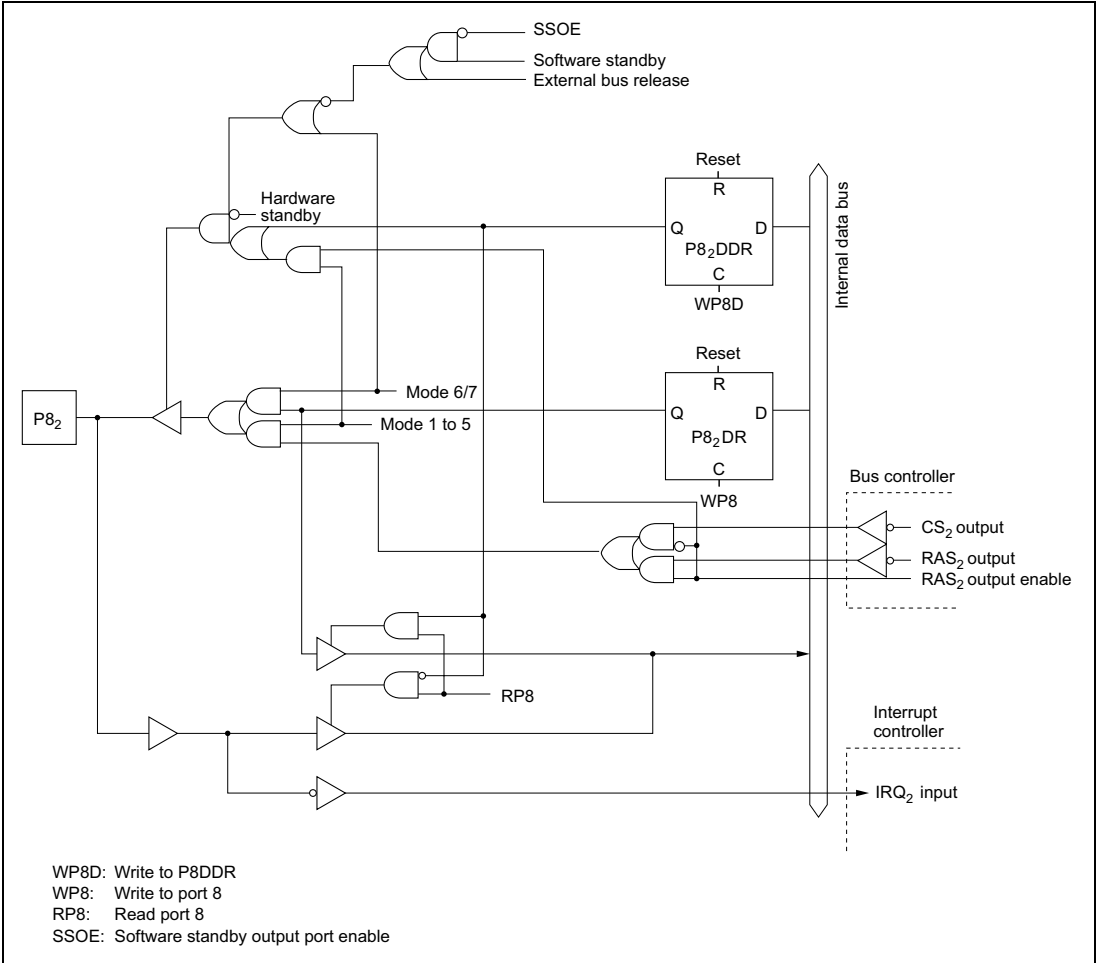 SSOE
Software standby
External bus release
Hardware
standby
Reset
R
Q
D
P8₂DDR
C
WP8D
Internal data bus
Reset
R
Q
D
P8₂DR
C
WP8
Mode 6/7
Mode 1 to 5
P8₂
Bus controller
CS₂ output
RAS₂ output
RAS₂ output enable
RP8
Interrupt
controller
IRQ₂ input
WP8D: Write to P8DDR
WP8: Write to port 8
RP8: Read port 8
SSOE: Software standby output port enable